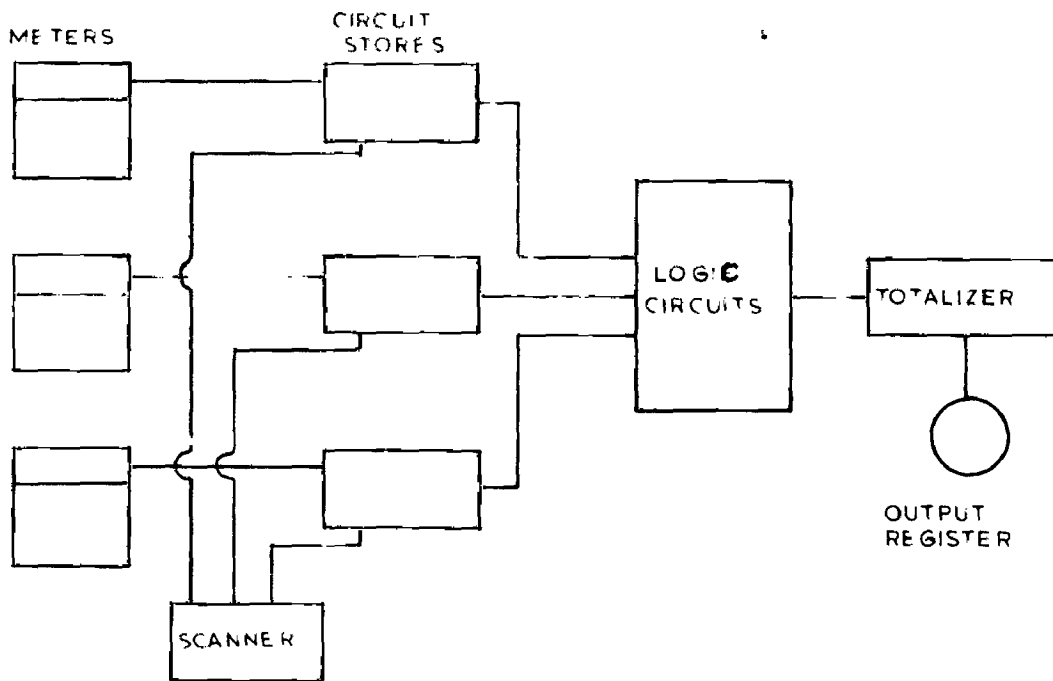 METERS
CIRCUIT
STORES
LOGIC
CIRCUITS
TOTALIZER
OUTPUT
REGISTER
SCANNER